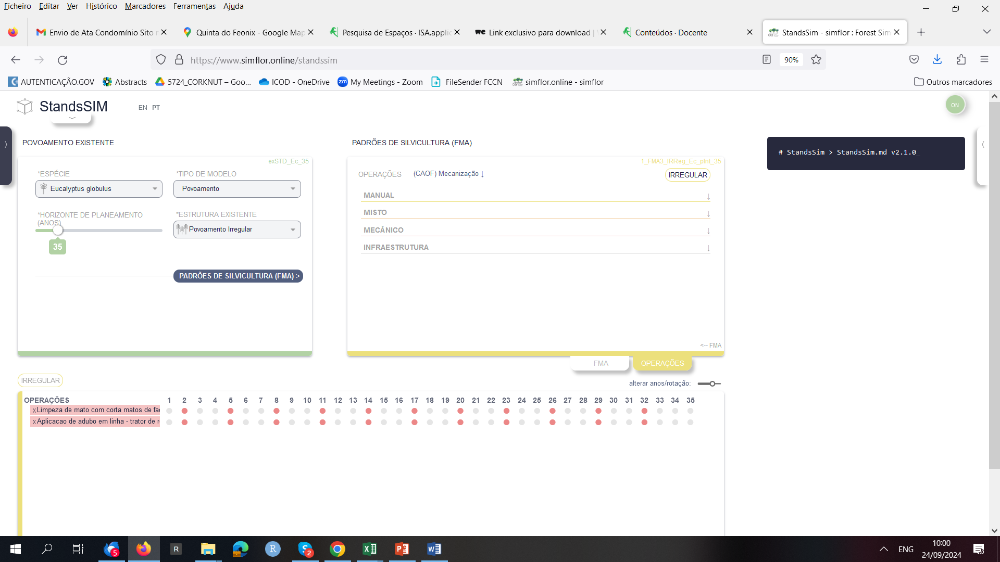 Ficheiro Editar Ver Histórico Marcadores Ferramentas Ajuda
Envio de Ata Condomínio Sito
Quinta do Feonix - Google Map
Pesquisa de Espaços · ISA.applic
Link exclusivo para download |
Conteúdos · Docente
StandsSim - simflor : Forest Sim
https://www.simflor.online/standssim
90%
AUTENTICAÇÃO.GOV
Abstracts
5724_CORKNUT – Goo...
ICOD - OneDrive
zm My Meetings - Zoom
FileSender FCCN
simflor.online - simflor
Outros marcadores
StandsSIM
EN PT
ON
POVOAMENTO EXISTENTE
exSTD_Ec_35
*ESPÉCIE
*TIPO DE MODELO
Eucalyptus globulus
Povoamento
*HORIZONTE DE PLANEAMENTO
(ANOS)
*ESTRUTURA EXISTENTE
Povoamento Irregular
35
PADRÕES DE SILVICULTURA (FMA) >
PADRÕES DE SILVICULTURA (FMA)
1_FMA3_IRReg_Ec_pInt_35
OPERAÇÕES (CAOF) Mecanização ↓
IRREGULAR
MANUAL ↓
MISTO ↓
MECÂNICO ↓
INFRAESTRUTURA ↓
<-- FMA
FMA
OPERAÇÕES
# StandsSim > StandsSim.md v2.1.0_
IRREGULAR
alterar anos/rotação:
OPERAÇÕES 1 2 3 4 5 6 7 8 9 10 11 12 13 14 15 16 17 18 19 20 21 22 23 24 25 26 27 28 29 30 31 32 33 34 35
x Limpeza de mato com corta matos de fac
x Aplicacao de adubo em linha - trator de r
5
R
R
2
ENG
10:00
24/09/2024